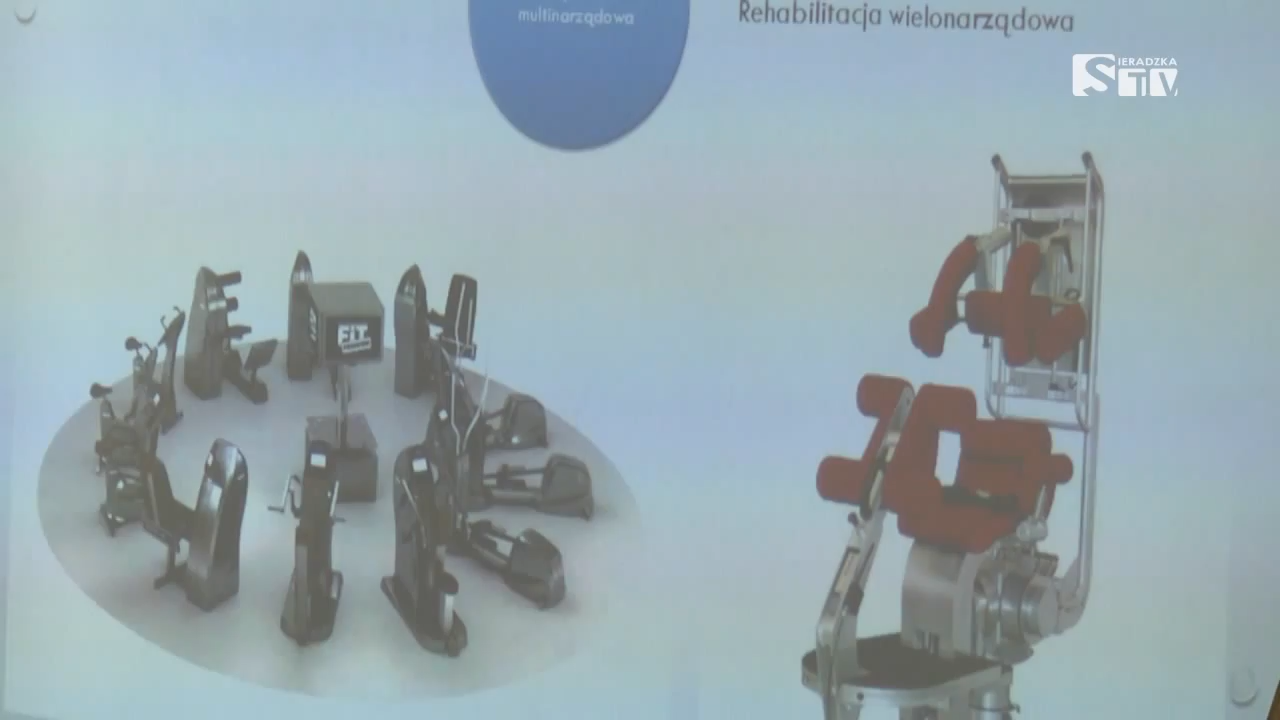 multinarządowa
Rehabilitacja wielonarządowa
SIERADZKA
TV
FiT